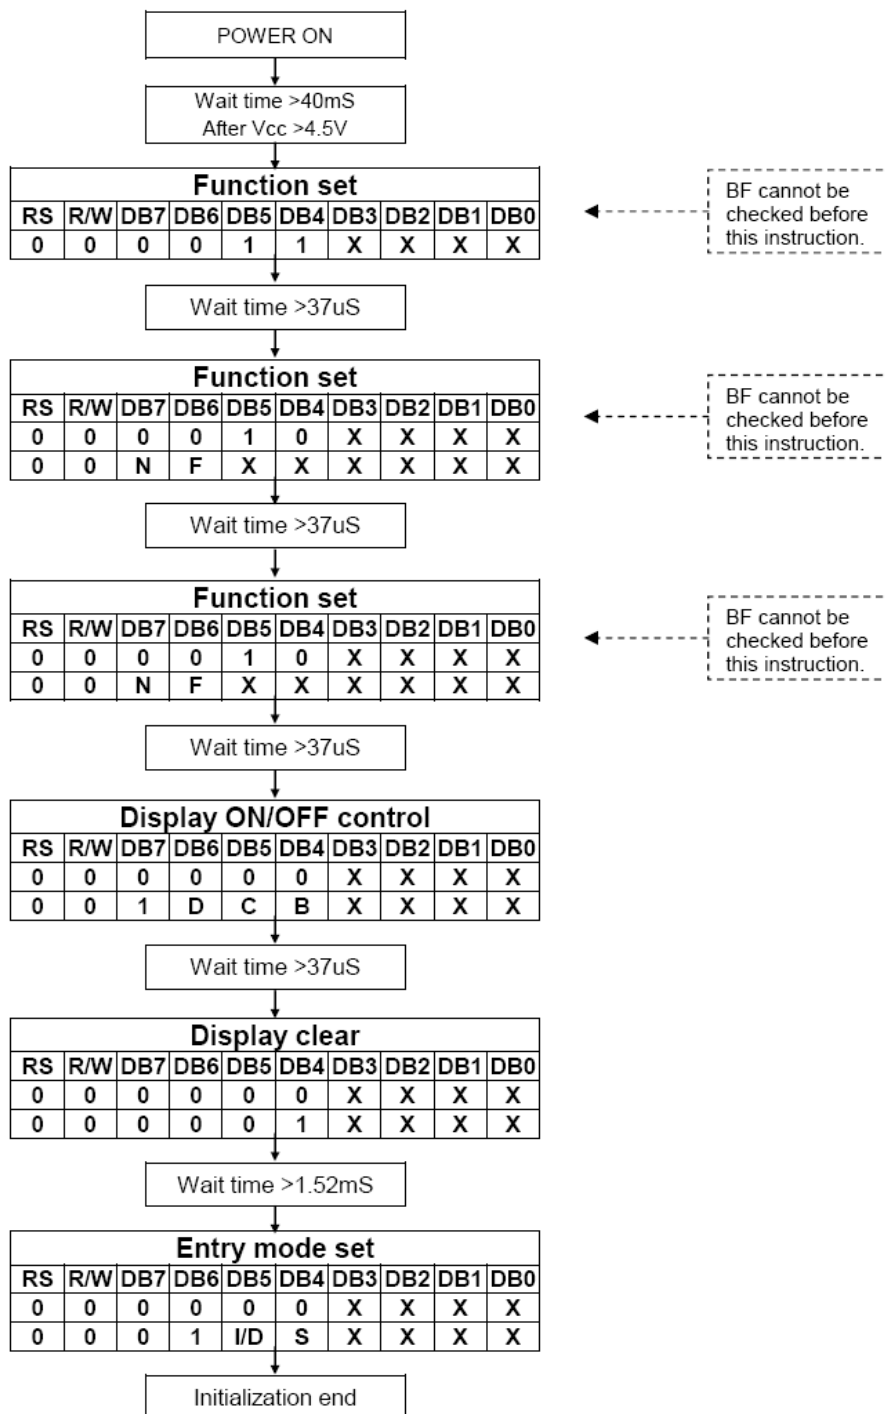 POWER ON
Wait time >40mS
After Vcc >4.5V
Function set
RS R/W DB7 DB6 DB5 DB4 DB3 DB2 DB1 DB0
0 0 0 0 1 1 X X X X
BF cannot be
checked before
this instruction.
Wait time >37uS
Function set
RS R/W DB7 DB6 DB5 DB4 DB3 DB2 DB1 DB0
0 0 0 0 1 0 X X X X
0 0 N F X X X X X X
BF cannot be
checked before
this instruction.
Wait time >37uS
Function set
RS R/W DB7 DB6 DB5 DB4 DB3 DB2 DB1 DB0
0 0 0 0 1 0 X X X X
0 0 N F X X X X X X
BF cannot be
checked before
this instruction.
Wait time >37uS
Display ON/OFF control
RS R/W DB7 DB6 DB5 DB4 DB3 DB2 DB1 DB0
0 0 0 0 0 0 X X X X
0 0 1 D C B X X X X
Wait time >37uS
Display clear
RS R/W DB7 DB6 DB5 DB4 DB3 DB2 DB1 DB0
0 0 0 0 0 0 X X X X
0 0 0 0 0 1 X X X X
Wait time >1.52mS
Entry mode set
RS R/W DB7 DB6 DB5 DB4 DB3 DB2 DB1 DB0
0 0 0 0 0 0 X X X X
0 0 0 1 I/D S X X X X
Initialization end